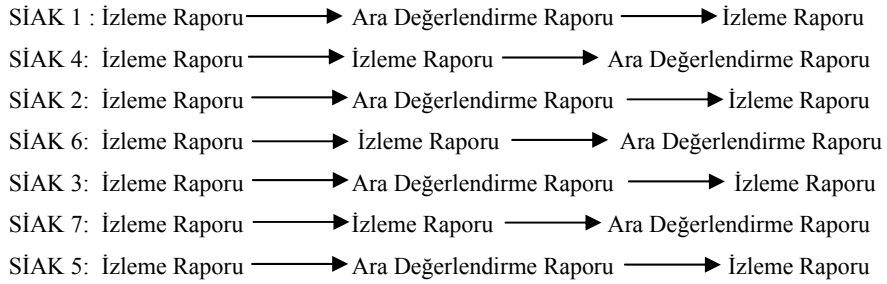 SİAK 1 : İzleme Raporu Ara Değerlendirme Raporu İzleme Raporu
SİAK 4: İzleme Raporu İzleme Raporu Ara Değerlendirme Raporu
SİAK 2: İzleme Raporu Ara Değerlendirme Raporu İzleme Raporu
SİAK 6: İzleme Raporu İzleme Raporu Ara Değerlendirme Raporu
SİAK 3: İzleme Raporu Ara Değerlendirme Raporu İzleme Raporu
SİAK 7: İzleme Raporu İzleme Raporu Ara Değerlendirme Raporu
SİAK 5: İzleme Raporu Ara Değerlendirme Raporu İzleme Raporu